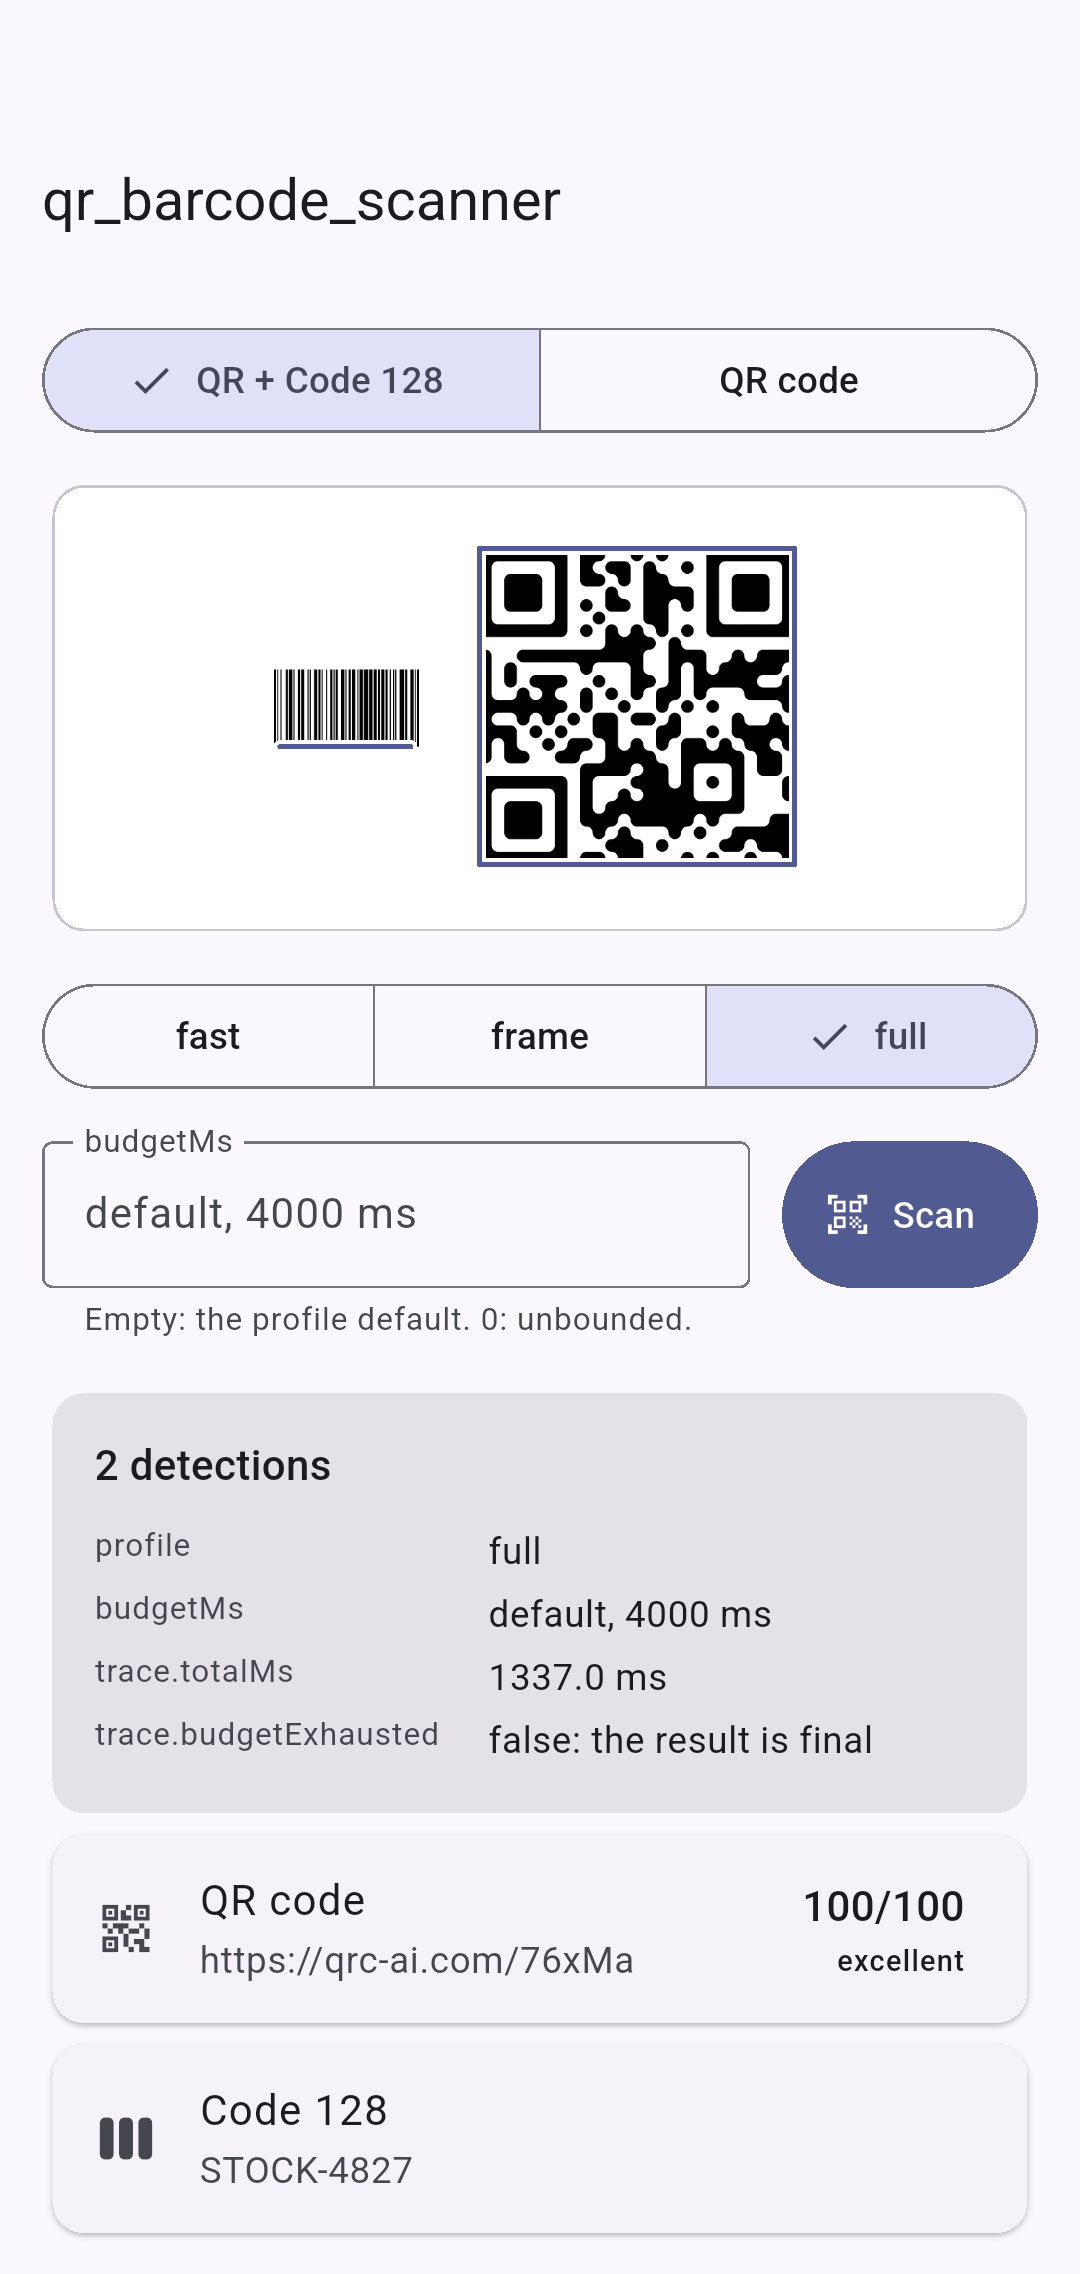 qr_barcode_scanner
QR + Code 128
QR code
fast
frame
full
budgetMs
default, 4000 ms
Scan
Empty: the profile default. 0: unbounded.
2 detections
profile
full
budgetMs
default, 4000 ms
trace.totalMs
1337.0 ms
trace.budgetExhausted
false: the result is final
QR code
100/100
https://qrc-ai.com/76xMa
excellent
Code 128
STOCK-4827